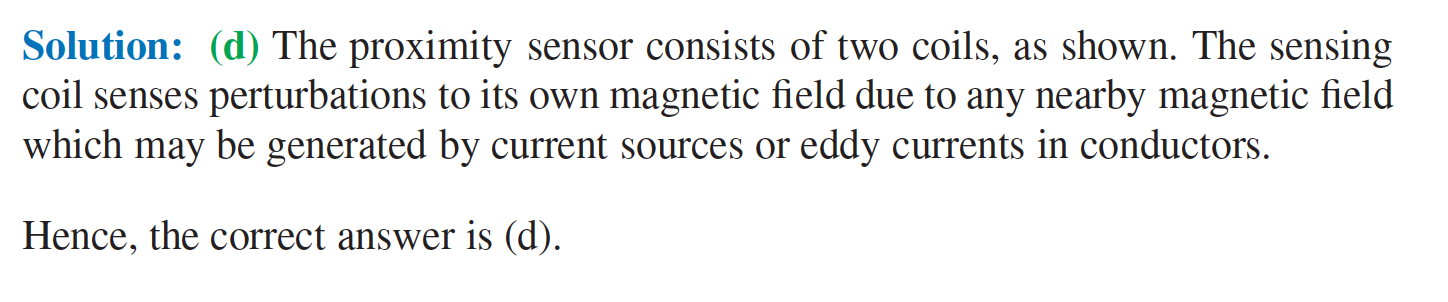 Solution: (d) The proximity sensor consists of two coils, as shown. The sensing
coil senses perturbations to its own magnetic field due to any nearby magnetic field
which may be generated by current sources or eddy currents in conductors.
Hence, the correct answer is (d).